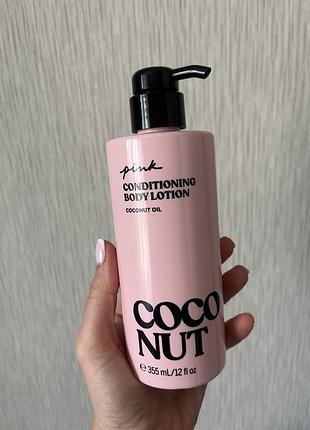 pink
CONDITIONING
BODY LOTION
COCONUT OIL
COCO
NUT
℮ 355 mL/12 fl oz